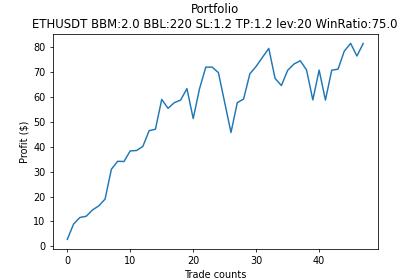 Portfolio
ETHUSDT BBM:2.0 BBL:220 SL:1.2 TP:1.2 lev:20 WinRatio:75.0
80
70
60
50
40
30
20
10
0
Profit ($)
0 10 20 30 40
Trade counts